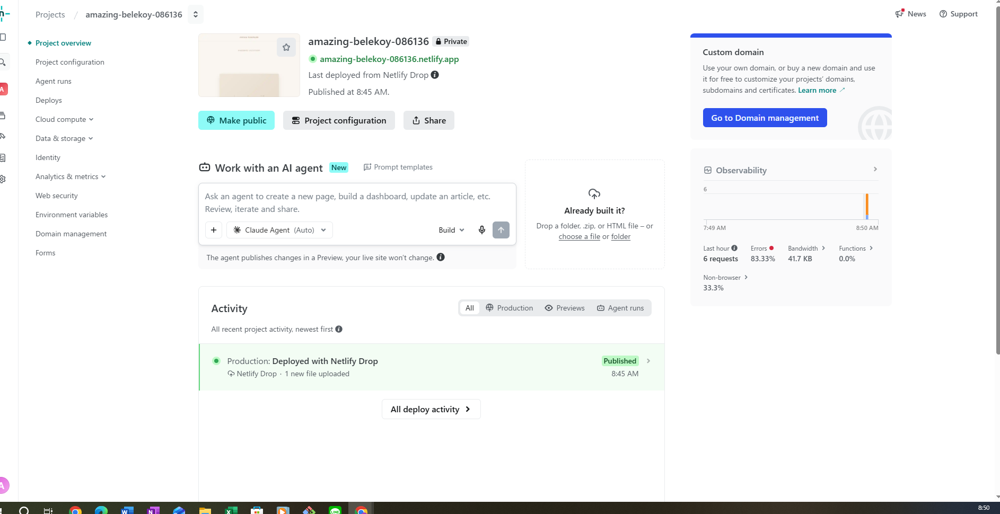 Projects / amazing-belekoy-086136
News
Support
Project overview
Project configuration
Agent runs
Deploys
Cloud compute
Data & storage
Identity
Analytics & metrics
Web security
Environment variables
Domain management
Forms
amazing-belekoy-086136 Private
amazing-belekoy-086136.netlify.app
Last deployed from Netlify Drop
Published at 8:45 AM.
Make public
Project configuration
Share
Custom domain
Use your own domain, or buy a new domain and use
it for free to customize your projects’ domains,
subdomains and certificates. Learn more
Go to Domain management
Work with an AI agent New
Prompt templates
Ask an agent to create a new page, build a dashboard, update an article, etc.
Review, iterate and share.
+ Claude Agent (Auto)
Build
The agent publishes changes in a Preview, your live site won’t change.
Already built it?
Drop a folder, .zip, or HTML file – or
choose a file or folder
Observability
6
7:49 AM 8:50 AM
Last hour Errors Bandwidth Functions
6 requests 83.33% 41.7 KB 0.0%
Non-browser
33.3%
Activity
All Production Previews Agent runs
All recent project activity, newest first
Production: Deployed with Netlify Drop
Published
Netlify Drop · 1 new file uploaded
8:45 AM
All deploy activity
A
A
LINE
8:50